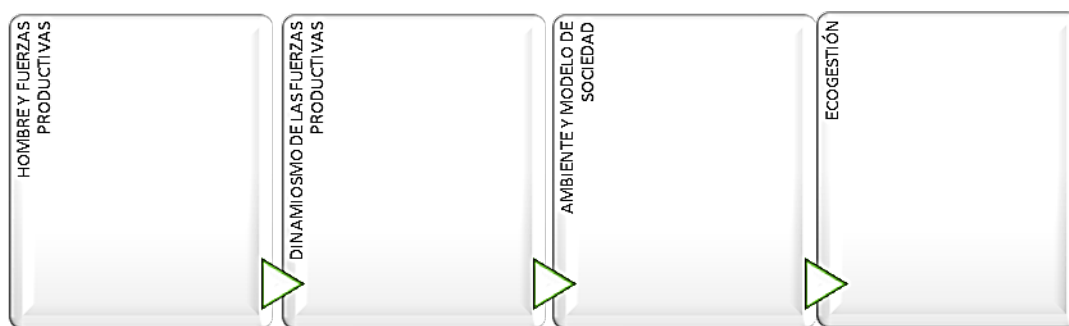 HOMBRE Y FUERZAS
PRODUCTIVAS
DINAMIOSMO DE LAS FUERZAS
PRODUCTIVAS
AMBIENTE Y MODELO DE
SOCIEDAD
ECOGESTIÓN